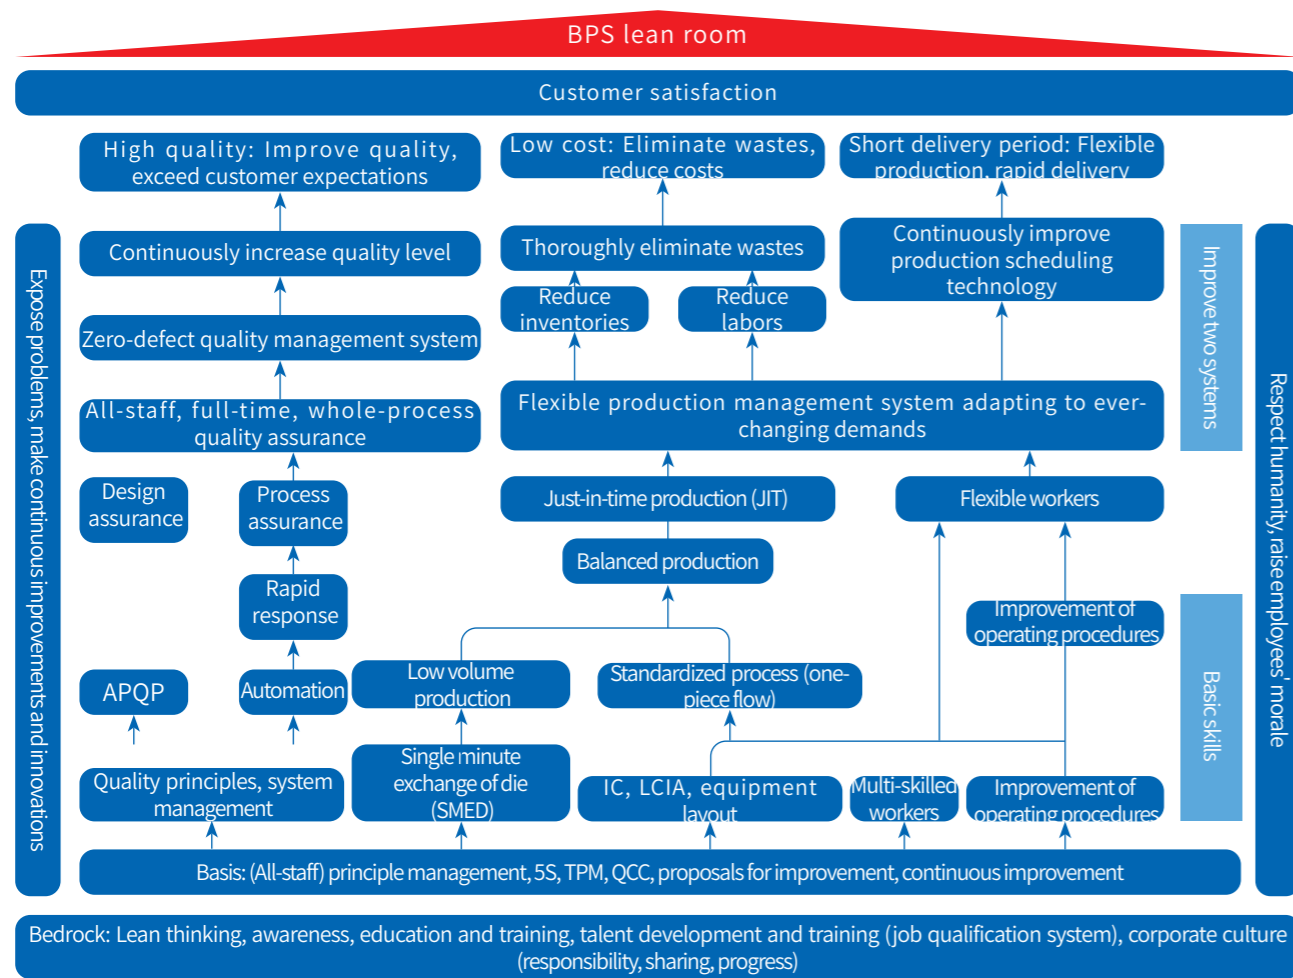 BPS lean room
Customer satisfaction
High quality: Improve quality,
exceed customer expectations
Low cost: Eliminate wastes,
reduce costs
Short delivery period: Flexible
production, rapid delivery
Expose problems, make continuous improvements and innovations
Continuously increase quality level
Thoroughly eliminate wastes
Continuously improve
production scheduling
technology
Improve two systems
Respect humanity, raise employees' morale
Reduce
inventories
Reduce
labors
Zero-defect quality management system
All-staff, full-time, whole-process
quality assurance
Flexible production management system adapting to ever-
changing demands
Design
assurance
Process
assurance
Just-in-time production (JIT)
Flexible workers
Balanced production
Rapid
response
Improvement of
operating procedures
Basic skills
APQP
Automation
Low volume
production
Standardized process (one-
piece flow)
Quality principles, system
management
Single minute
exchange of die
(SMED)
IC, LCIA, equipment
layout
Multi-skilled
workers
Improvement of
operating procedures
Basis: (All-staff) principle management, 5S, TPM, QCC, proposals for improvement, continuous improvement
Bedrock: Lean thinking, awareness, education and training, talent development and training (job qualification system), corporate culture
(responsibility, sharing, progress)